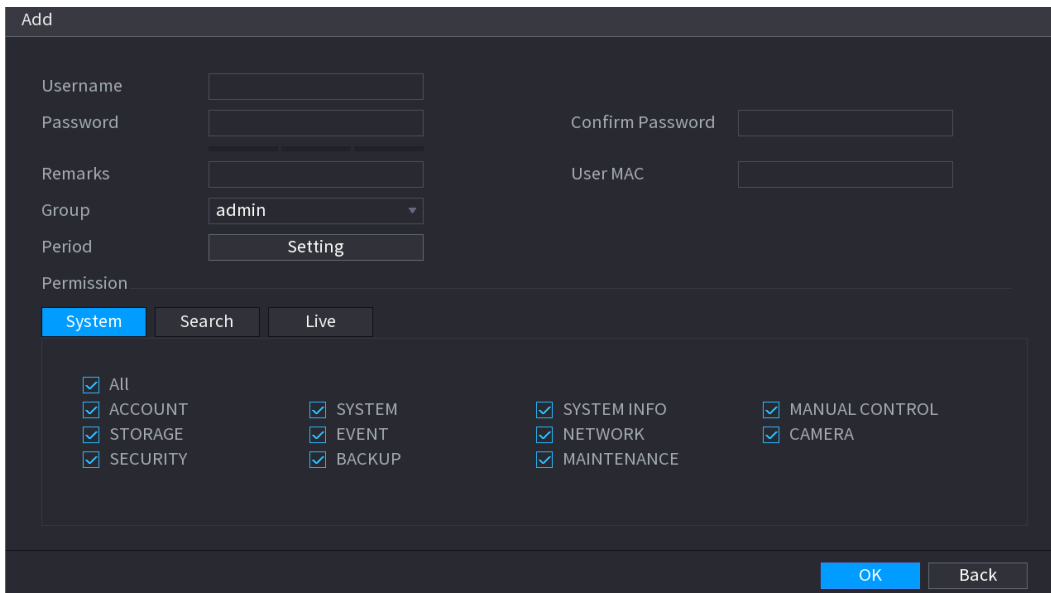 Add
Username
Password Confirm Password
Remarks User MAC
Group admin
Period Setting
Permission
System Search Live
All
ACCOUNT SYSTEM SYSTEM INFO MANUAL CONTROL
STORAGE EVENT NETWORK CAMERA
SECURITY BACKUP MAINTENANCE
OK Back